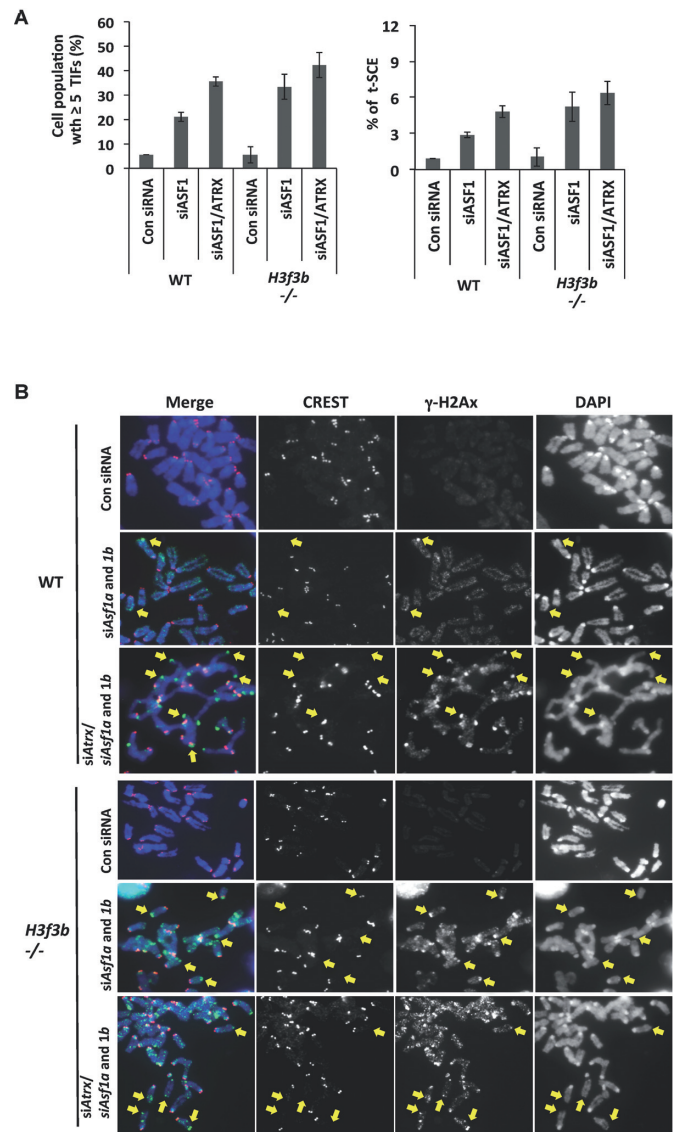 A
Cell population
wth ≥ 5 TIFs (%)
60
50
40
30
20
10
0
Con siRNA
siASF1
siASF1/ATRX
Con siRNA
siASF1
siASF1/ATRX
WT
H3f3b
-/-
% of t-SCE
12
9
6
3
0
Con siRNA
siASF1
siASF1/ATRX
Con siRNA
siASF1
siASF1/ATRX
WT
H3f3b
-/-
B
Merge
CREST
γ-H2Ax
DAPI
WT
Con siRNA
siAsf1a and 1b
siAtrx/
siAsf1a and 1b
H3f3b
-/-
Con siRNA
siAsf1a and 1b
siAtrx/
siAsf1a and 1b